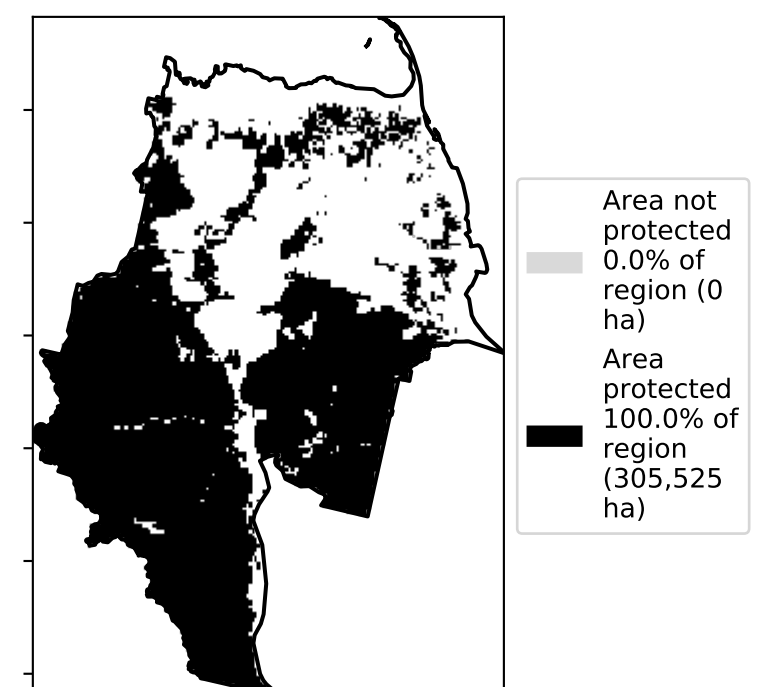 Area not
protected
0.0% of
region (0
ha)
Area
protected
100.0% of
region
(305,525
ha)